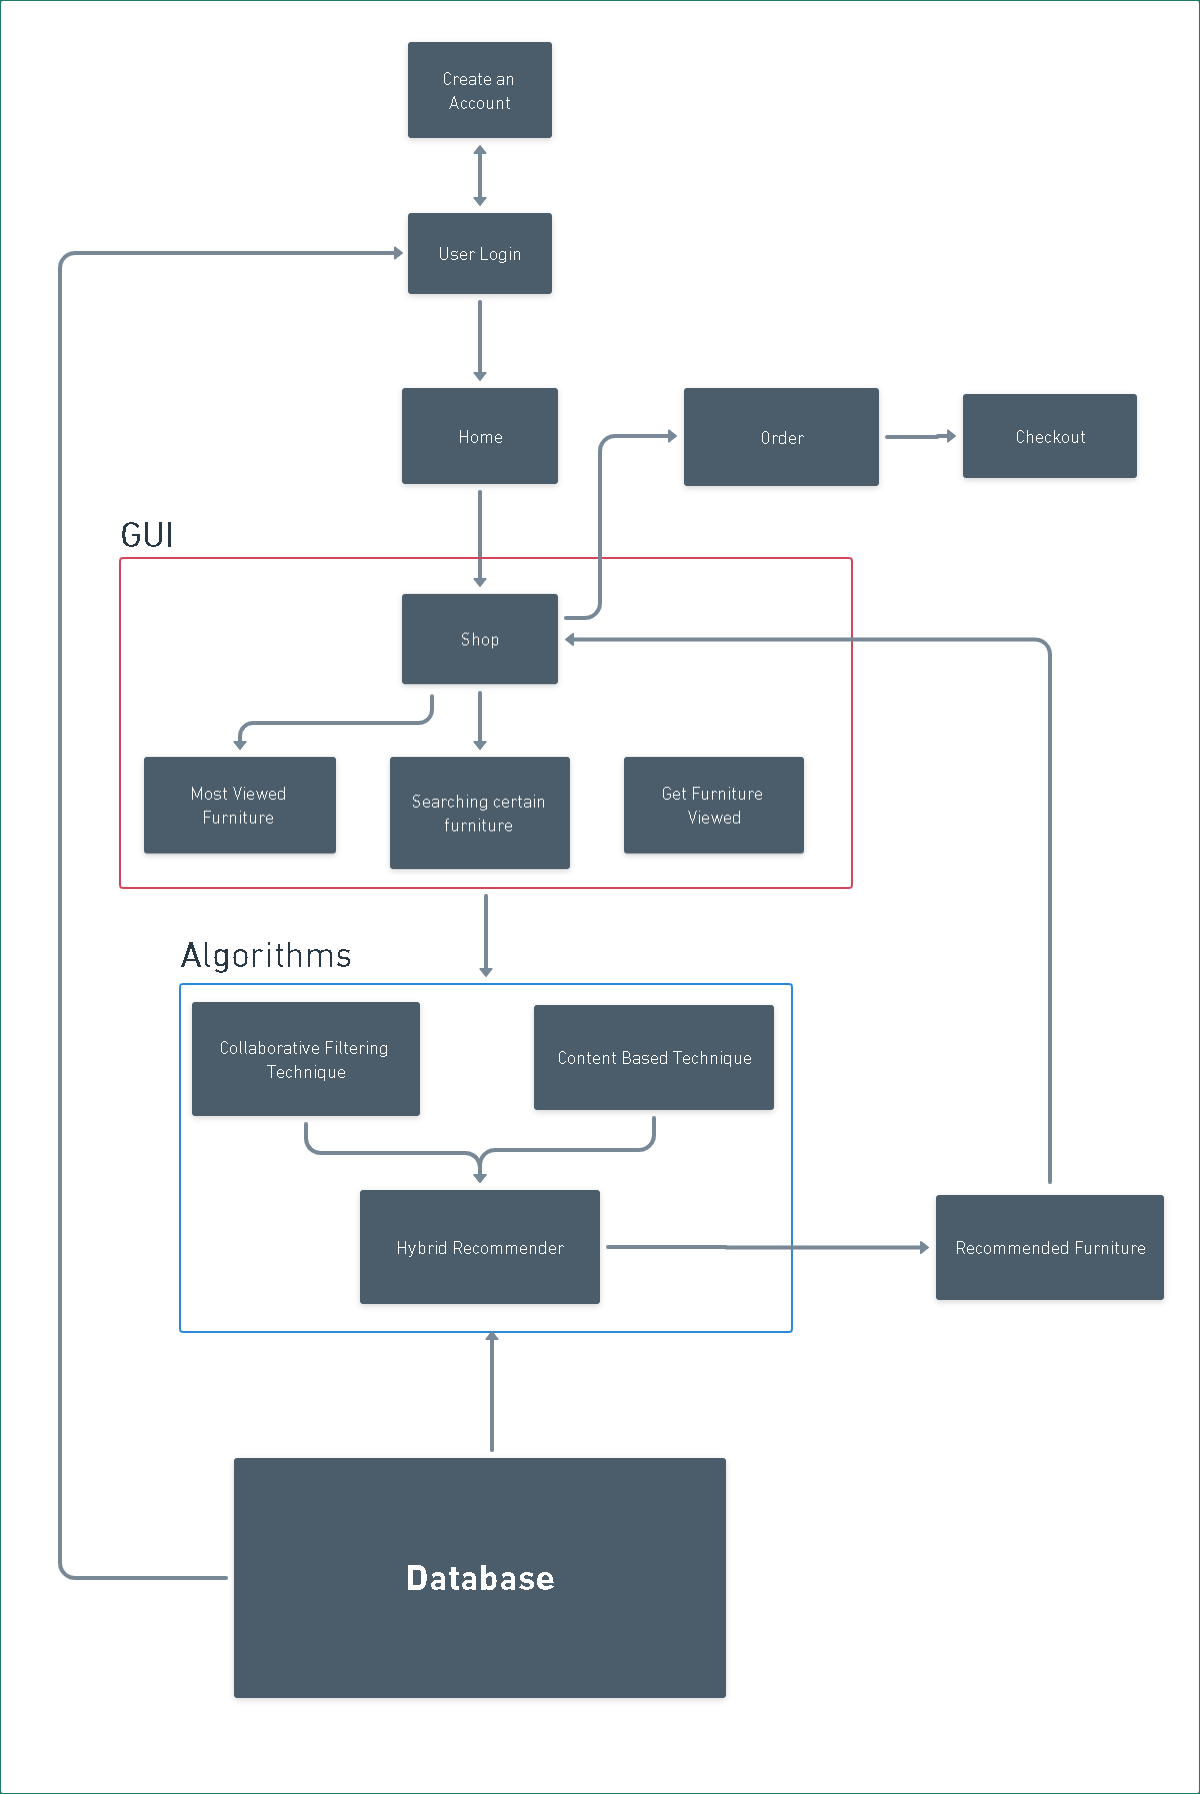 Create an
Account
User Login
Home
Order
Checkout
GUI
Shop
Most Viewed
Furniture
Searching certain
furniture
Get Furniture
Viewed
Algorithms
Collaborative Filtering
Technique
Content Based Technique
Hybrid Recommender
Recommended Furniture
Database